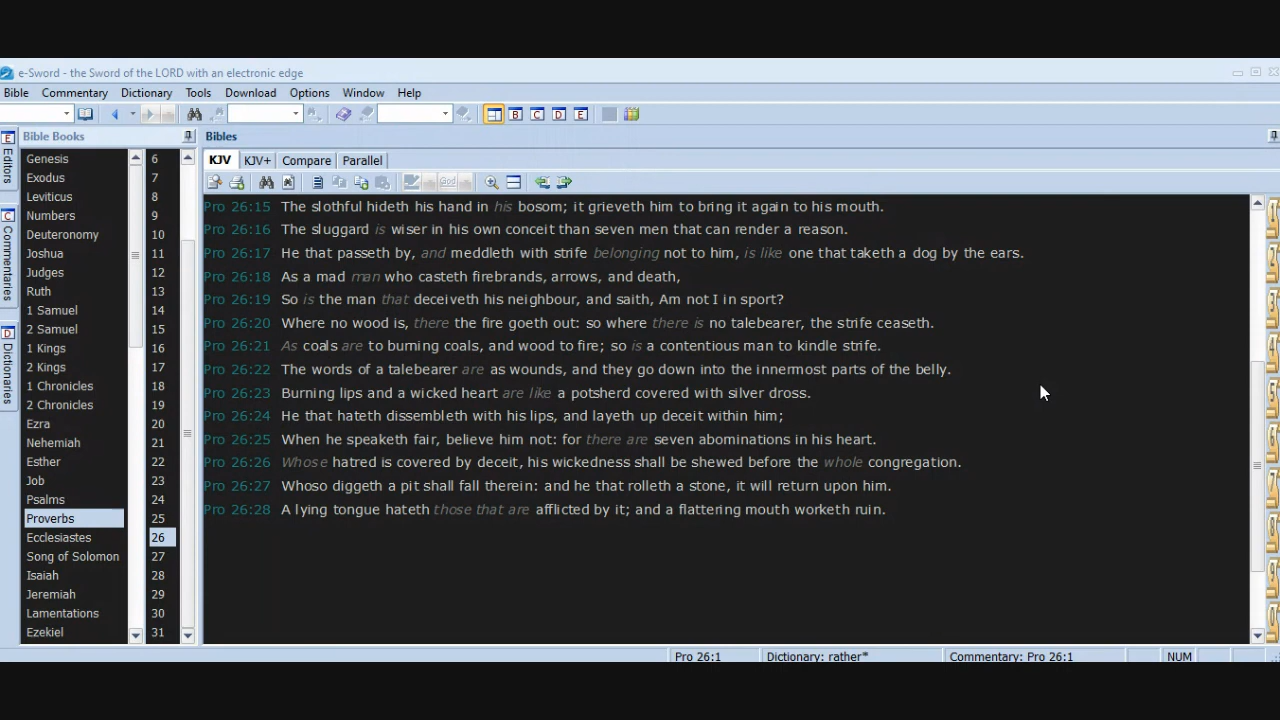 e-Sword - the Sword of the LORD with an electronic edge
Bible Commentary Dictionary Tools Download Options Window Help
B C D E
E Editors
C Commentaries
D Dictionaries
Bible Books
Genesis
Exodus
Leviticus
Numbers
Deuteronomy
Joshua
Judges
Ruth
1 Samuel
2 Samuel
1 Kings
2 Kings
1 Chronicles
2 Chronicles
Ezra
Nehemiah
Esther
Job
Psalms
Proverbs
Ecclesiastes
Song of Solomon
Isaiah
Jeremiah
Lamentations
Ezekiel
6
7
8
9
10
11
12
13
14
15
16
17
18
19
20
21
22
23
24
25
26
27
28
29
30
31
Bibles
KJV KJV+ Compare Parallel
God
Pro 26:15 The slothful hideth his hand in his bosom; it grieveth him to bring it again to his mouth.
Pro 26:16 The sluggard is wiser in his own conceit than seven men that can render a reason.
Pro 26:17 He that passeth by, and meddleth with strife belonging not to him, is like one that taketh a dog by the ears.
Pro 26:18 As a mad man who casteth firebrands, arrows, and death,
Pro 26:19 So is the man that deceiveth his neighbour, and saith, Am not I in sport?
Pro 26:20 Where no wood is, there the fire goeth out: so where there is no talebearer, the strife ceaseth.
Pro 26:21 As coals are to burning coals, and wood to fire; so is a contentious man to kindle strife.
Pro 26:22 The words of a talebearer are as wounds, and they go down into the innermost parts of the belly.
Pro 26:23 Burning lips and a wicked heart are like a potsherd covered with silver dross.
Pro 26:24 He that hateth dissembleth with his lips, and layeth up deceit within him;
Pro 26:25 When he speaketh fair, believe him not: for there are seven abominations in his heart.
Pro 26:26 Whose hatred is covered by deceit, his wickedness shall be shewed before the whole congregation.
Pro 26:27 Whoso diggeth a pit shall fall therein: and he that rolleth a stone, it will return upon him.
Pro 26:28 A lying tongue hateth those that are afflicted by it; and a flattering mouth worketh ruin.
Pro 26:1 Dictionary: rather* Commentary: Pro 26:1 NUM